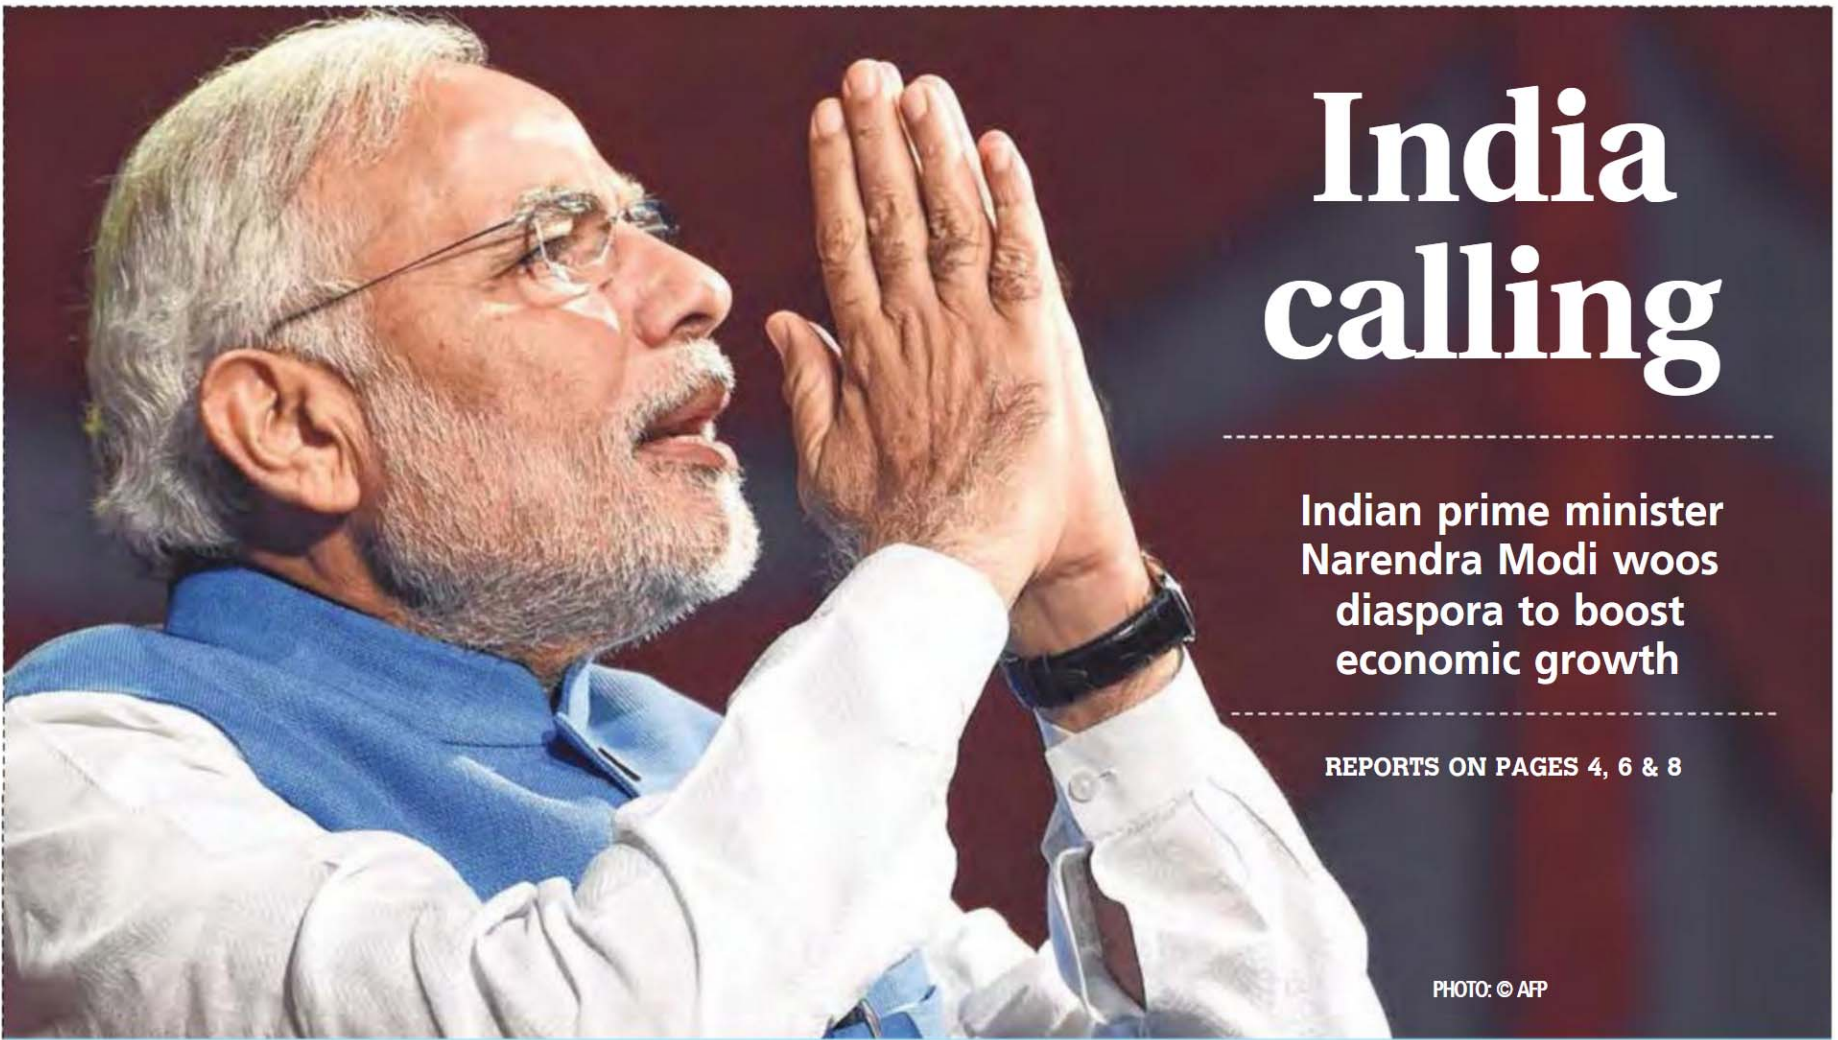 India
calling
Indian prime minister
Narendra Modi woos
diaspora to boost
economic growth
REPORTS ON PAGES 4, 6 & 8
PHOTO: © AFP